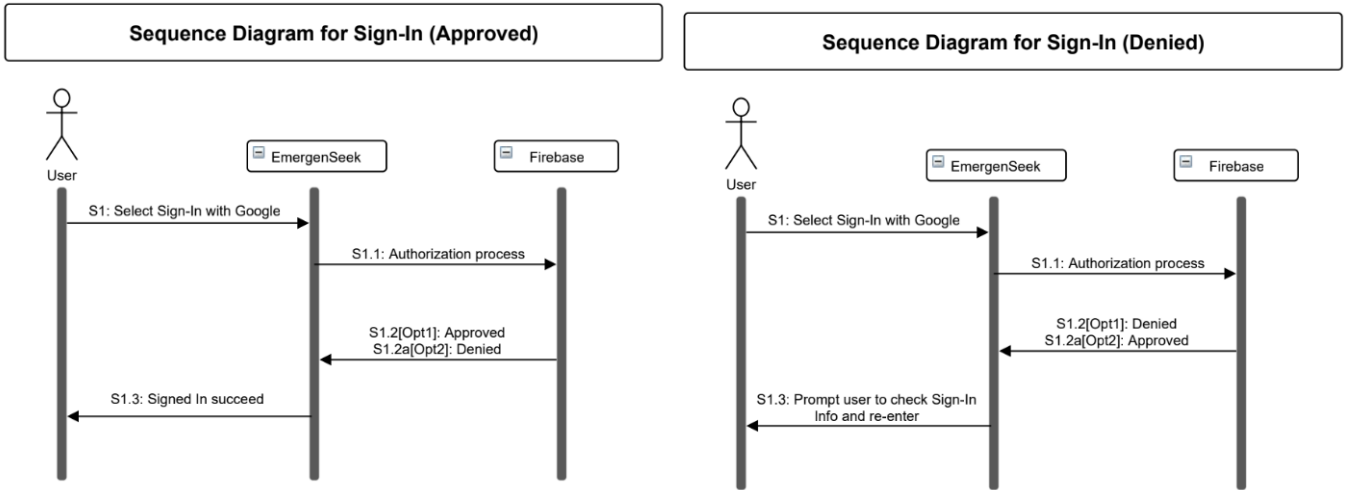 Sequence Diagram for Sign-In (Approved)
User
EmergenSeek
Firebase
S1: Select Sign-In with Google
S1.1: Authorization process
S1.2[Opt1]: Approved
S1.2a[Opt2]: Denied
S1.3: Signed In succeed
Sequence Diagram for Sign-In (Denied)
User
EmergenSeek
Firebase
S1: Select Sign-In with Google
S1.1: Authorization process
S1.2[Opt1]: Denied
S1.2a[Opt2]: Approved
S1.3: Prompt user to check Sign-In
Info and re-enter